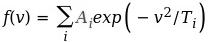 f(v) = ∑_i A_i exp(−v²/T_i)